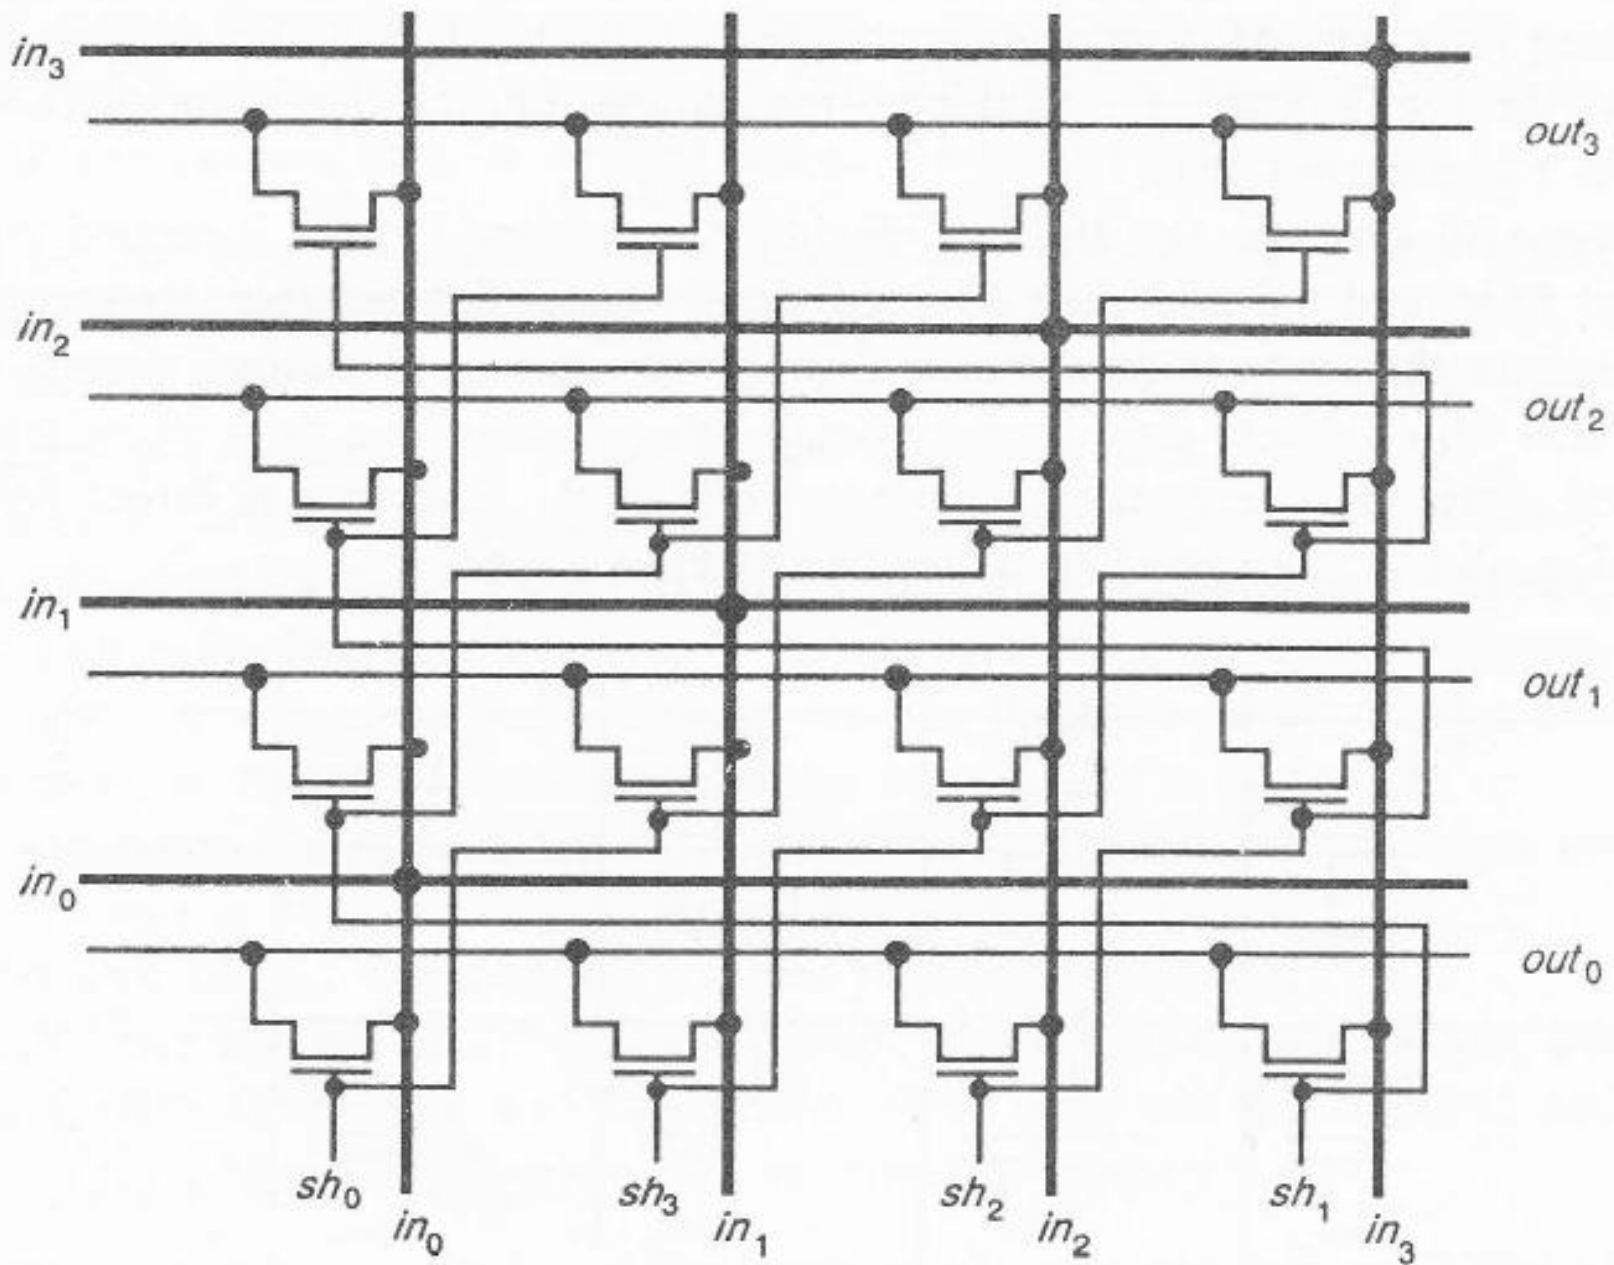 in₃
out₃
in₂
out₂
in₁
out₁
in₀
out₀
sh₀ sh₃ sh₂ sh₁
in₀ in₁ in₂ in₃